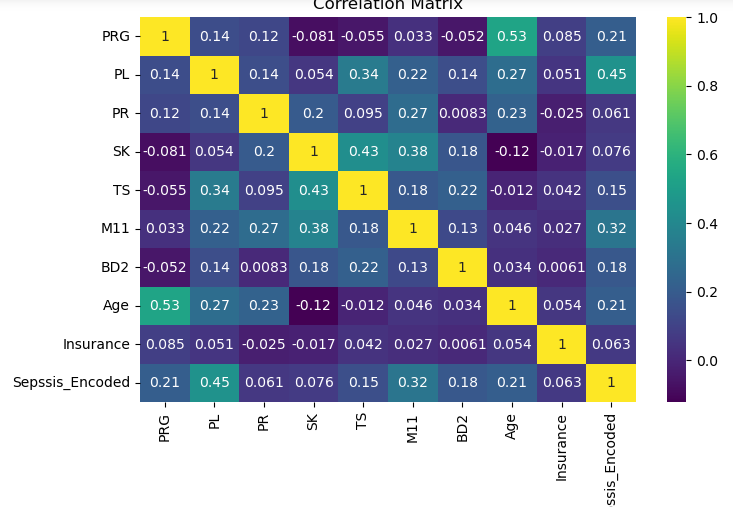 Correlation Matrix
PRG 1 0.14 0.12 -0.081 -0.055 0.033 -0.052 0.53 0.085 0.21
PL 0.14 1 0.14 0.054 0.34 0.22 0.14 0.27 0.051 0.45
PR 0.12 0.14 1 0.2 0.095 0.27 0.0083 0.23 -0.025 0.061
SK -0.081 0.054 0.2 1 0.43 0.38 0.18 -0.12 -0.017 0.076
TS -0.055 0.34 0.095 0.43 1 0.18 0.22 -0.012 0.042 0.15
M11 0.033 0.22 0.27 0.38 0.18 1 0.13 0.046 0.027 0.32
BD2 -0.052 0.14 0.0083 0.18 0.22 0.13 1 0.034 0.0061 0.18
Age 0.53 0.27 0.23 -0.12 -0.012 0.046 0.034 1 0.054 0.21
Insurance 0.085 0.051 -0.025 -0.017 0.042 0.027 0.0061 0.054 1 0.063
Sepssis_Encoded 0.21 0.45 0.061 0.076 0.15 0.32 0.18 0.21 0.063 1
PRG PL PR SK TS M11 BD2 Age Insurance ssis_Encoded
1.0
0.8
0.6
0.4
0.2
0.0